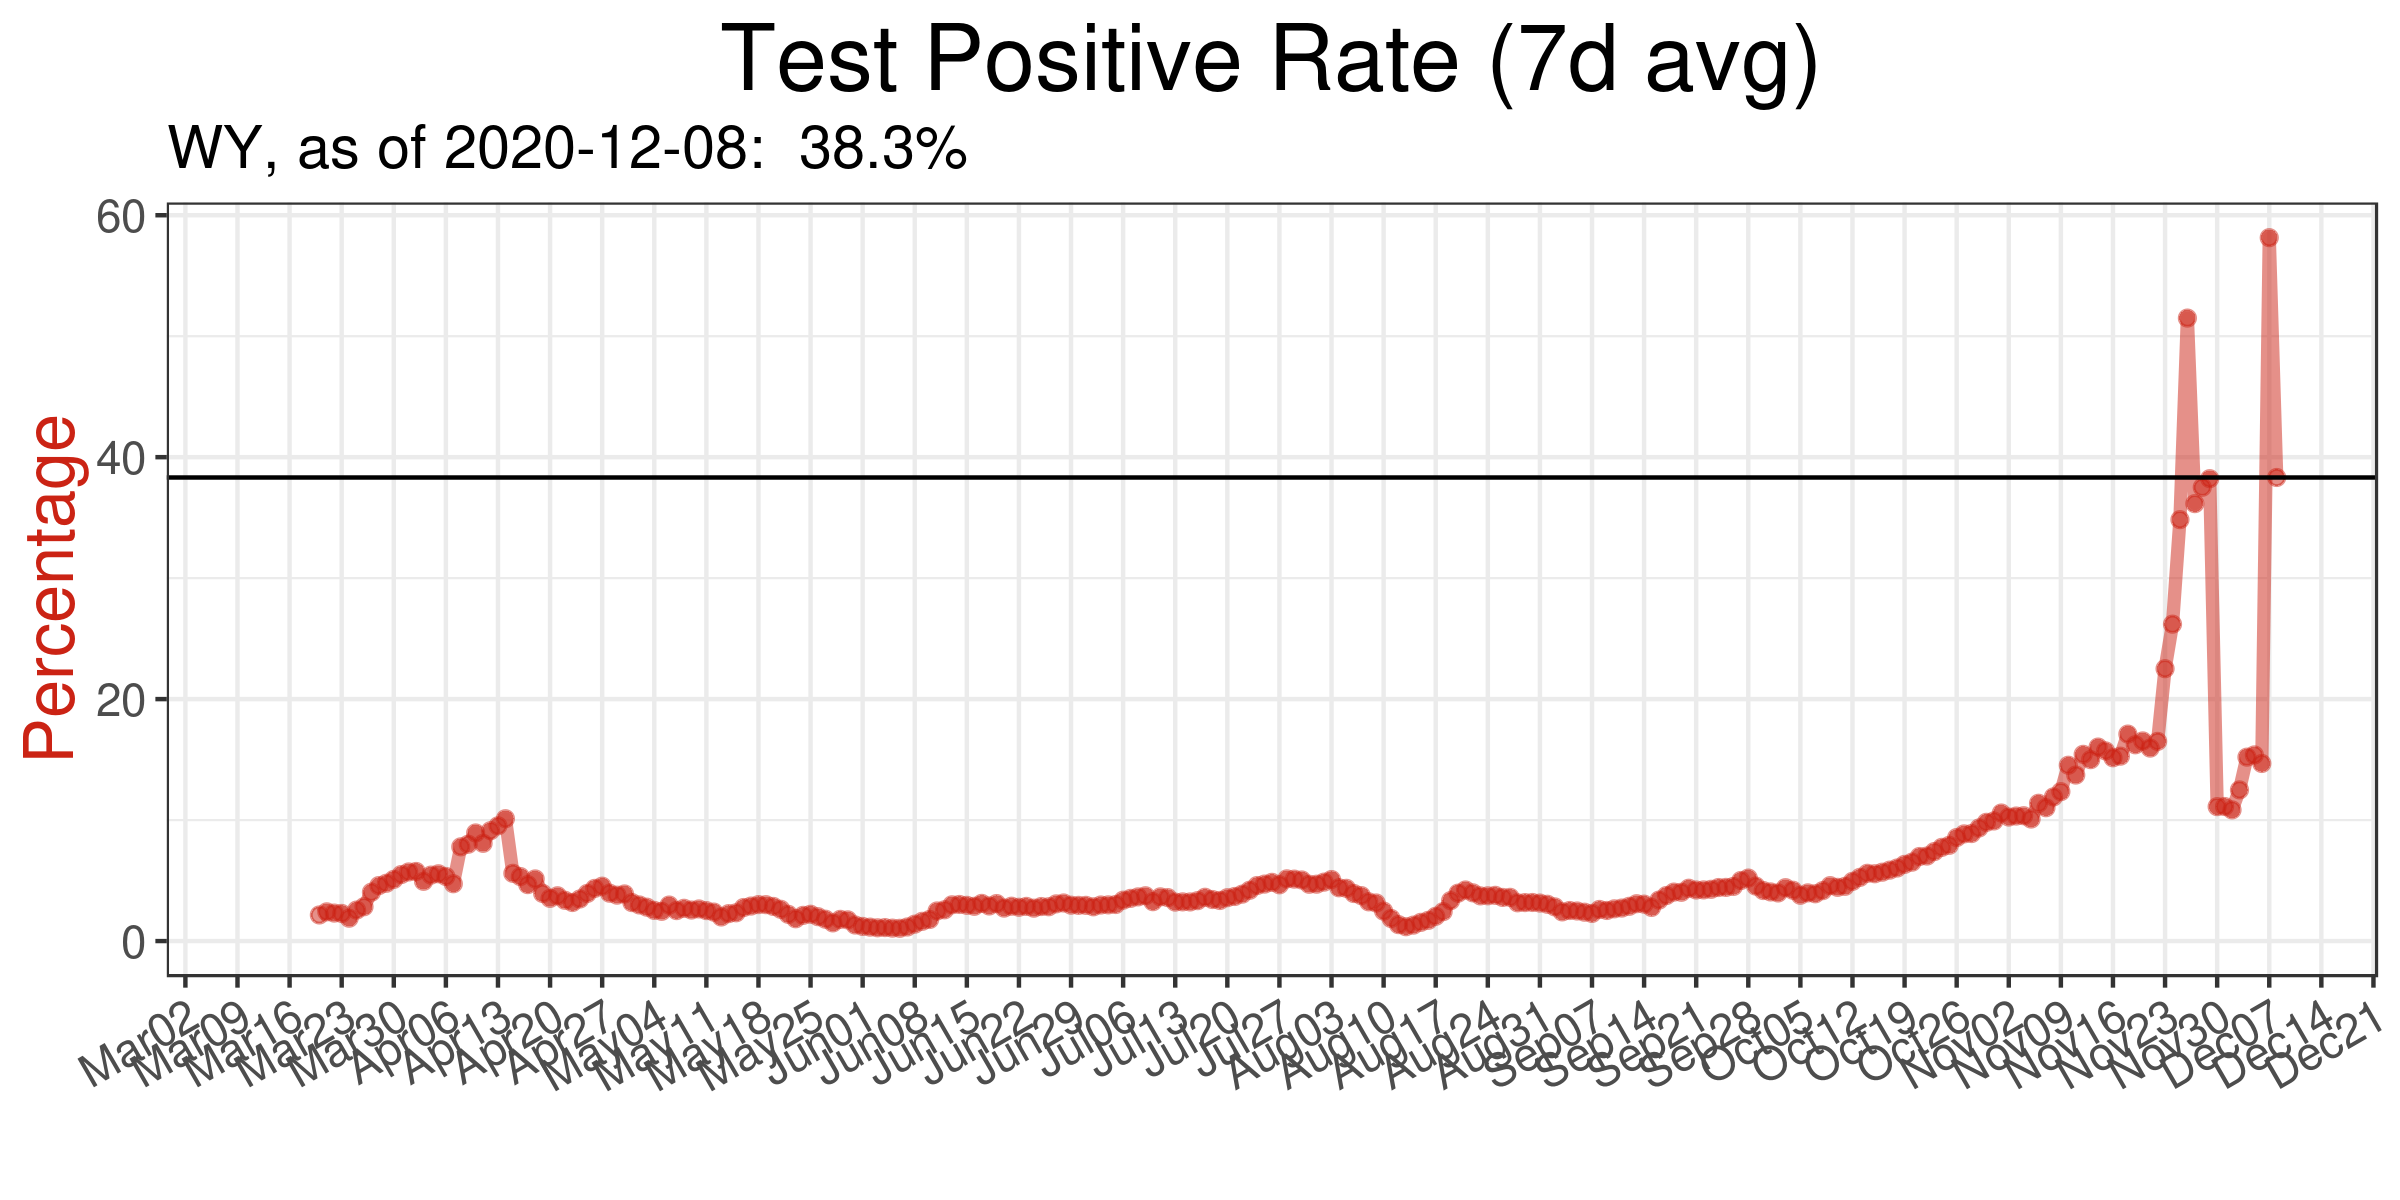 Test Positive Rate (7d avg)
WY, as of 2020-12-08:  38.3%
Percentage
60
40
20
0
Mar02
Mar09
Mar16
Mar23
Mar30
Apr06
Apr13
Apr20
Apr27
May04
May11
May18
May25
Jun01
Jun08
Jun15
Jun22
Jun29
Jul06
Jul13
Jul20
Jul27
Aug03
Aug10
Aug17
Aug24
Aug31
Sep07
Sep14
Sep21
Sep28
Oct05
Oct12
Oct19
Oct26
Nov02
Nov09
Nov16
Nov23
Nov30
Dec07
Dec14
Dec21